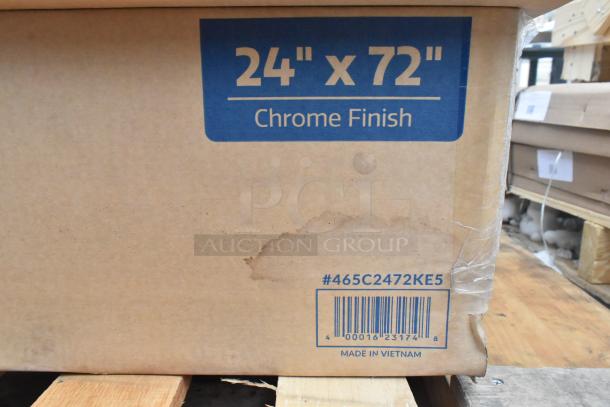 24" x 72"
Chrome Finish
PCI
AUCTION GROUP
#465C2472KE5
4 00016 23174 8
MADE IN VIETNAM